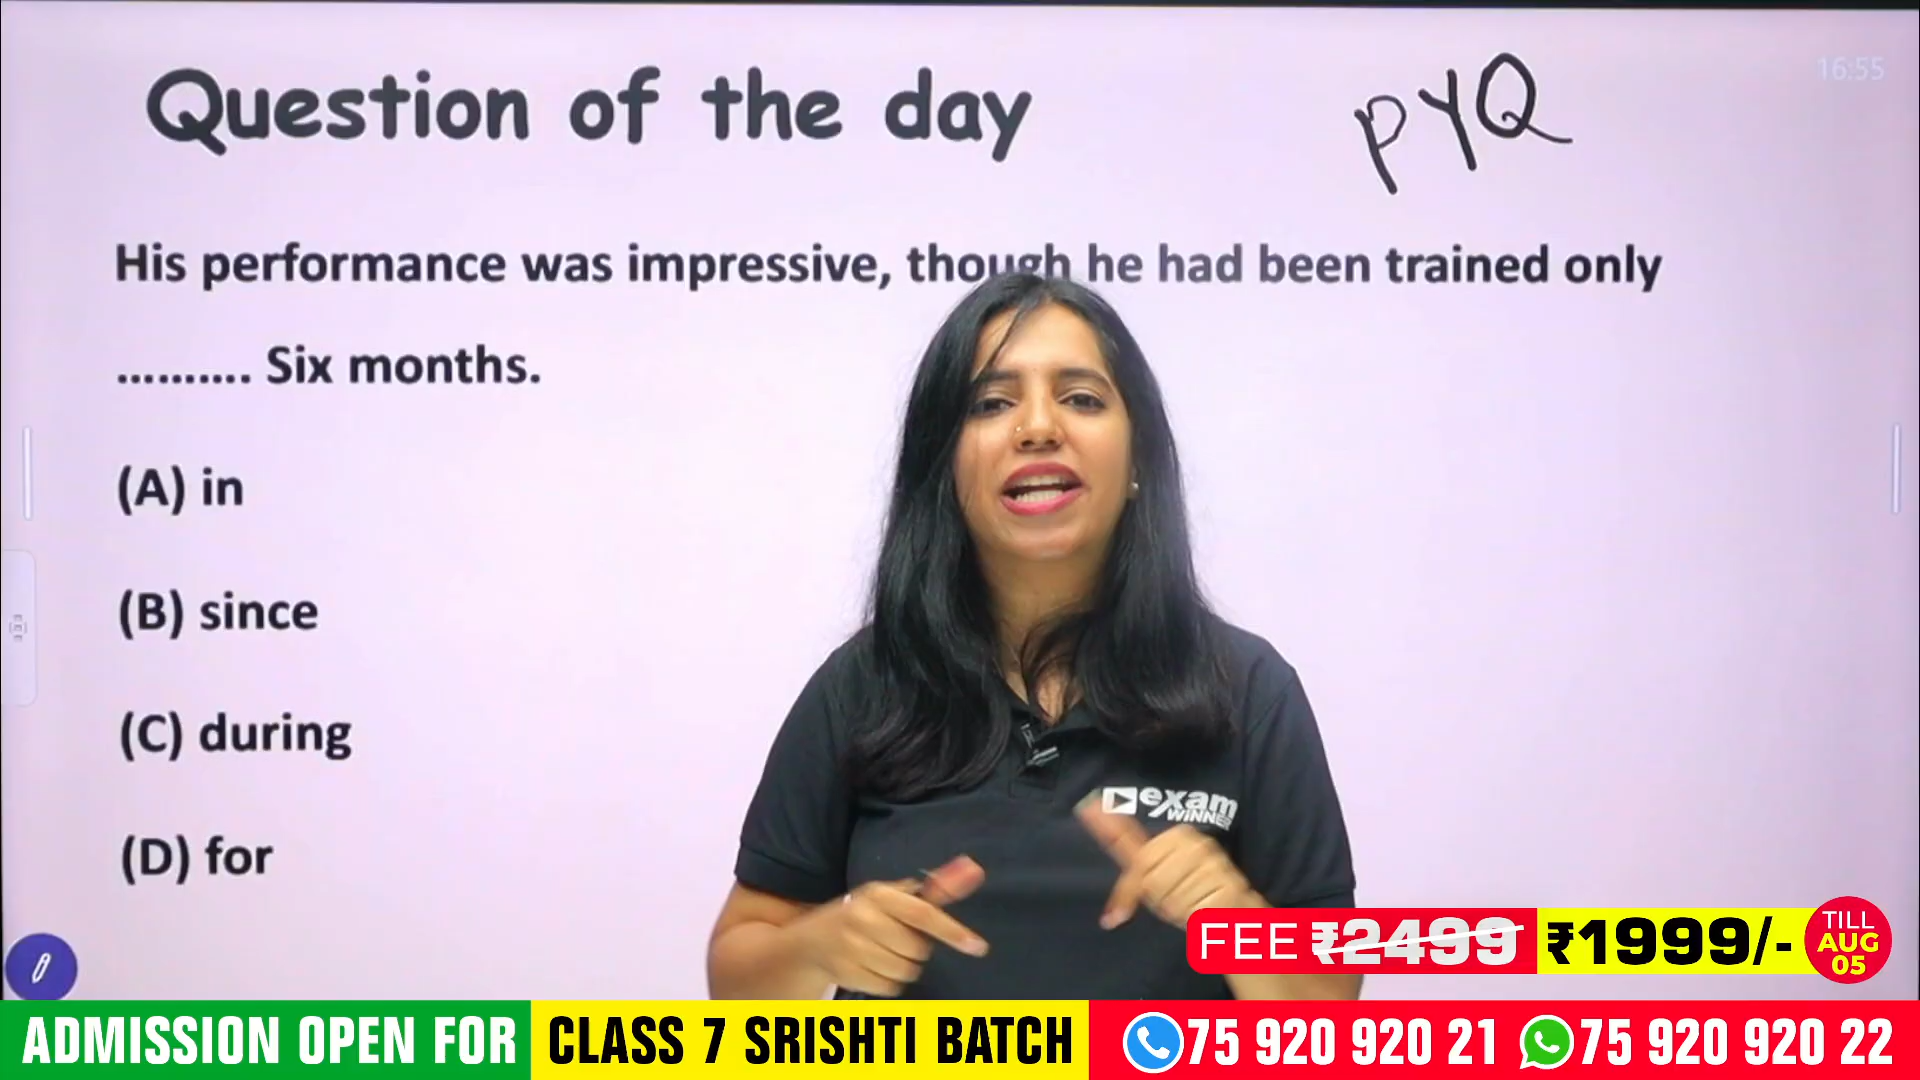 Question of the day
PYQ
16:55
His performance was impressive, though he had been trained only
.......... Six months.
(A) in
(B) since
(C) during
(D) for
exam
WINNER
FEE ₹2499 ₹1999/-
TILL
AUG
05
ADMISSION OPEN FOR CLASS 7 SRISHTI BATCH 75 920 920 21 75 920 920 22